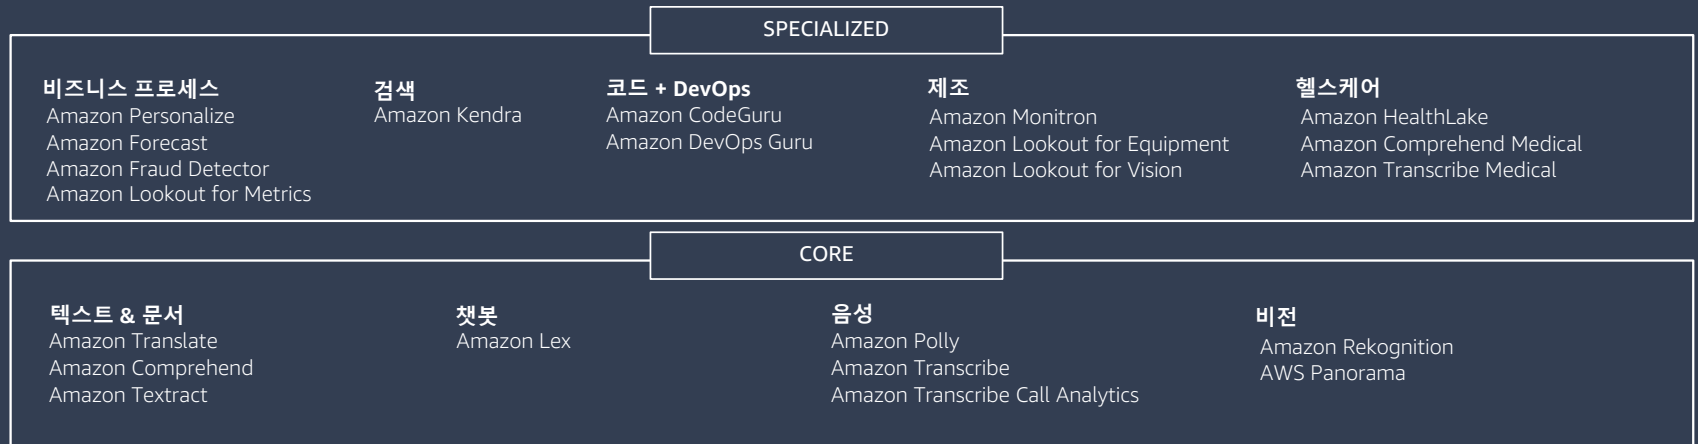 SPECIALIZED
비즈니스 프로세스
Amazon Personalize
Amazon Forecast
Amazon Fraud Detector
Amazon Lookout for Metrics
검색
Amazon Kendra
코드 + DevOps
Amazon CodeGuru
Amazon DevOps Guru
제조
Amazon Monitron
Amazon Lookout for Equipment
Amazon Lookout for Vision
헬스케어
Amazon HealthLake
Amazon Comprehend Medical
Amazon Transcribe Medical
CORE
텍스트 & 문서
Amazon Translate
Amazon Comprehend
Amazon Textract
챗봇
Amazon Lex
음성
Amazon Polly
Amazon Transcribe
Amazon Transcribe Call Analytics
비전
Amazon Rekognition
AWS Panorama